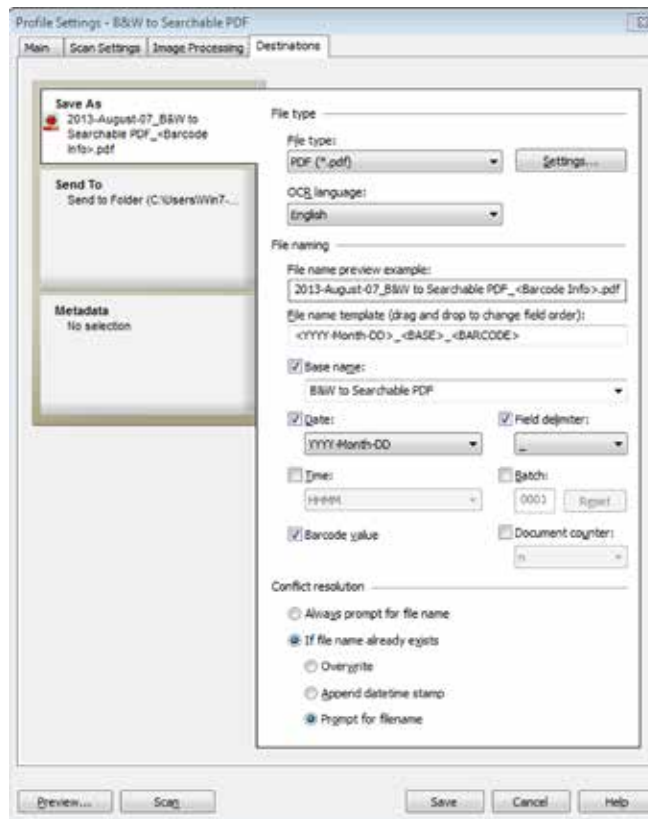 Profile Settings - B&W to Searchable PDF
Main Scan Settings Image Processing Destinations
Save As
2013-August-07_B&W to
Searchable PDF_<Barcode
Info>.pdf
Send To
Send to Folder (C:\Users\Win7-...
Metadata
No selection
File type
File type:
PDF (*.pdf) Settings...
OCR language:
English
File naming
File name preview example:
2013-August-07_B&W to Searchable PDF_<Barcode Info>.pdf
File name template (drag and drop to change field order):
<YYYY-Month-DD>_<BASE>_<BARCODE>
Base name:
B&W to Searchable PDF
Date: Field delimiter:
YYYY-Month-DD _
Time: Batch:
HHMM 0001 Reset
Barcode value Document counter:
n
Conflict resolution
Always prompt for file name
If file name already exists
Overwrite
Append datetime stamp
Prompt for filename
Preview... Scan Save Cancel Help